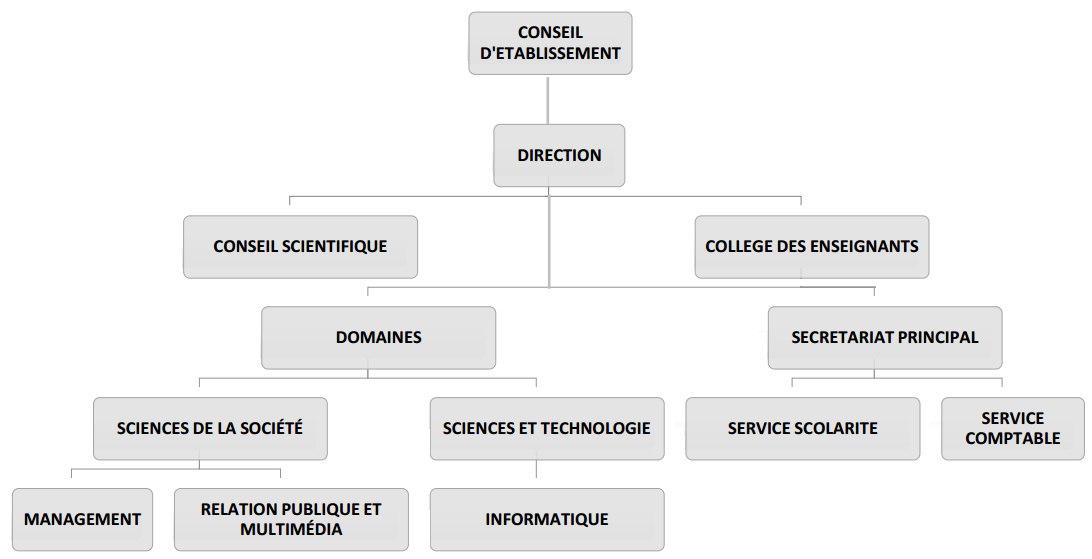 CONSEIL
D'ETABLISSEMENT
DIRECTION
CONSEIL SCIENTIFIQUE
COLLEGE DES ENSEIGNANTS
DOMAINES
SECRETARIAT PRINCIPAL
SCIENCES DE LA SOCIÉTÉ
SCIENCES ET TECHNOLOGIE
SERVICE SCOLARITE
SERVICE
COMPTABLE
MANAGEMENT
RELATION PUBLIQUE ET
MULTIMÉDIA
INFORMATIQUE